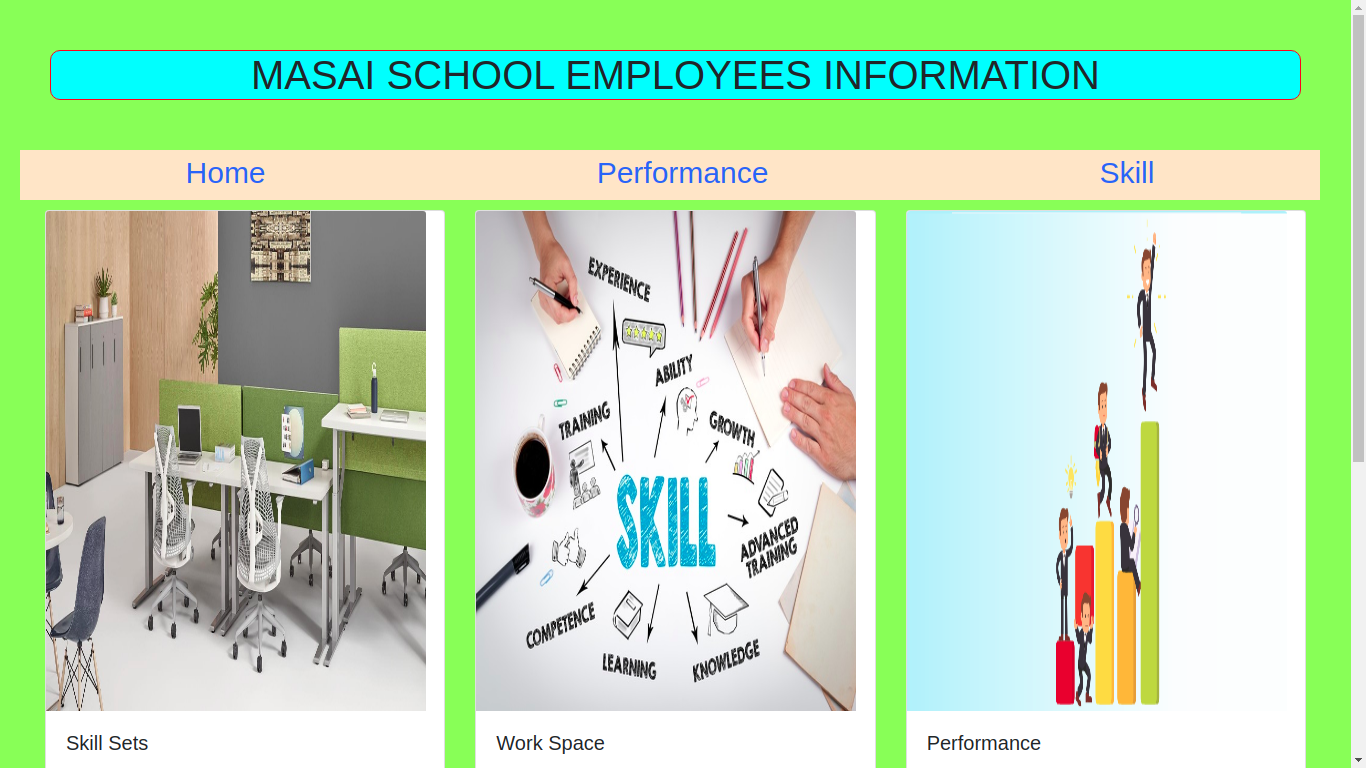 MASAI SCHOOL EMPLOYEES INFORMATION
Home
Performance
Skill
EXPERIENCE
ABILITY
TRAINING
GROWTH
SKILL
ADVANCED
TRAINING
COMPETENCE
LEARNING
KNOWLEDGE
Skill Sets
Work Space
Performance